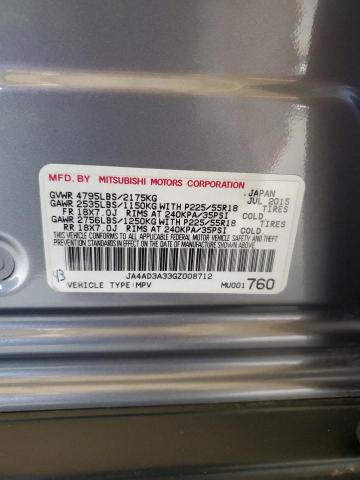 MFD. BY MITSUBISHI MOTORS CORPORATION JAPAN
GVWR 4795LBS/2175KG JUL 2015
GAWR 2535LBS/1150KG WITH P225/55R18 TIRES
FR 18X7.0J RIMS AT 240KPA/35PSI COLD
GAWR 2756LBS/1250KG WITH P225/55R18 TIRES
RR 18X7.0J RIMS AT 240KPA/35PSI COLD
THIS VEHICLE CONFORMS TO ALL APPLICABLE
FEDERAL MOTOR VEHICLE SAFETY AND THEFT
PREVENTION STANDARDS IN EFFECT ON THE DATE
OF MANUFACTURE SHOWN ABOVE.
43 JA4AD3A33GZ008712
VEHICLE TYPE:MPV MU001760